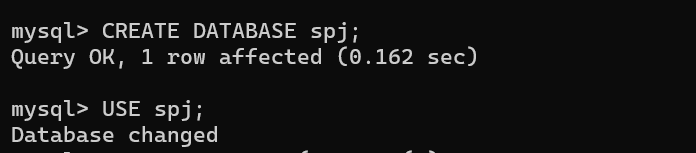 mysql> CREATE DATABASE spj;
Query OK, 1 row affected (0.162 sec)
mysql> USE spj;
Database changed